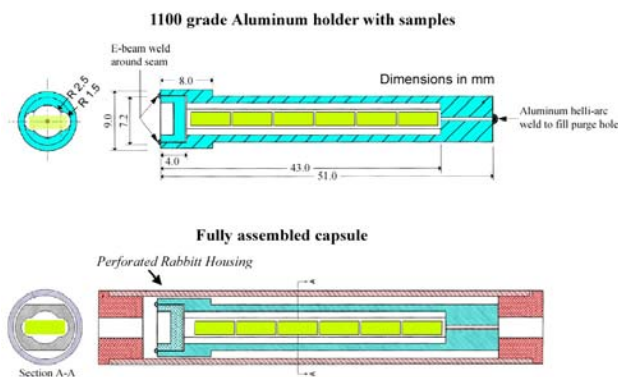 1100 grade Aluminum holder with samples
E-beam weld
around seam
8.0
Dimensions in mm
R 2.5
R 1.5
9.0
7.2
Aluminum helli-arc
weld to fill purge hole
4.0
43.0
51.0
Fully assembled capsule
Perforated Rabbitt Housing
A
A
Section A-A